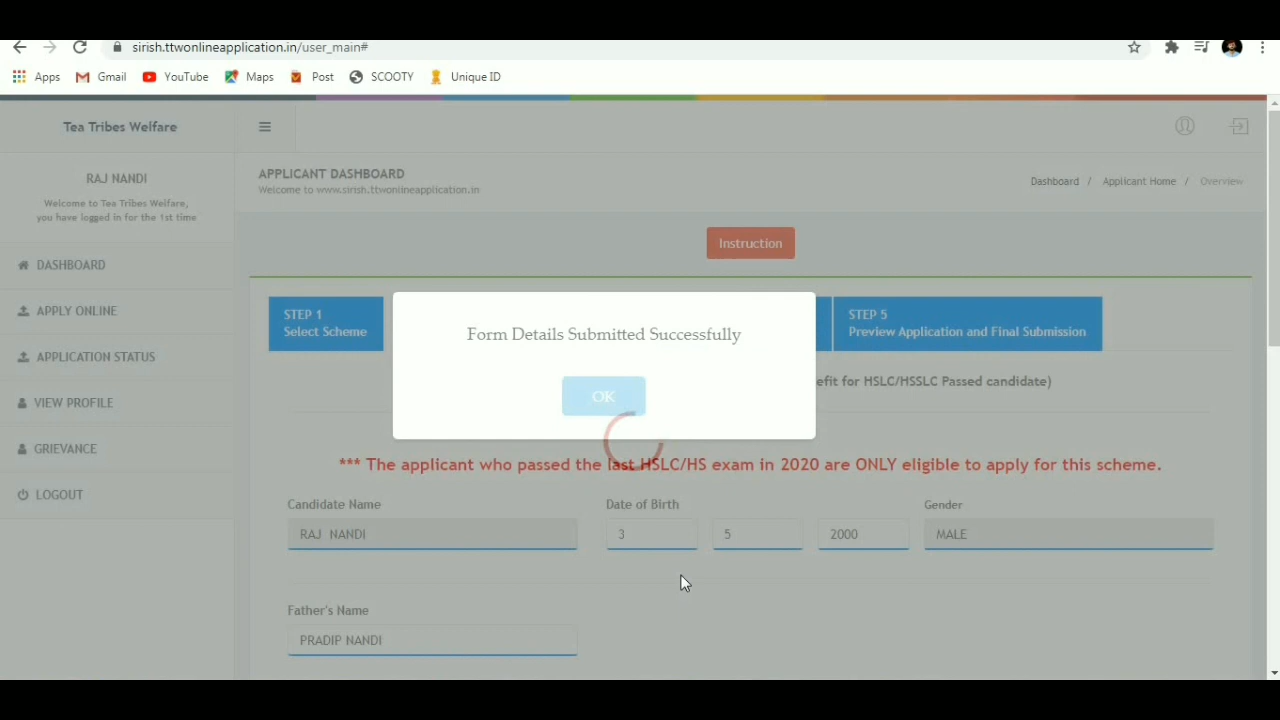 sirish.ttwonlineapplication.in/user_main#
Apps Gmail YouTube Maps Post SCOOTY Unique ID
Tea Tribes Welfare
RAJ NANDI
Welcome to Tea Tribes Welfare,
you have logged in for the 1st time
DASHBOARD
APPLY ONLINE
APPLICATION STATUS
VIEW PROFILE
GRIEVANCE
LOGOUT
APPLICANT DASHBOARD
Welcome to www.sirish.ttwonlineapplication.in
Dashboard / Applicant Home / Overview
Instruction
STEP 1
Select Scheme
STEP 5
Preview Application and Final Submission
Form Details Submitted Successfully
OK
efit for HSLC/HSSLC Passed candidate)
*** The applicant who passed the last HSLC/HS exam in 2020 are ONLY eligible to apply for this scheme.
Candidate Name Date of Birth Gender
RAJ NANDI 3 5 2000 MALE
Father's Name
PRADIP NANDI